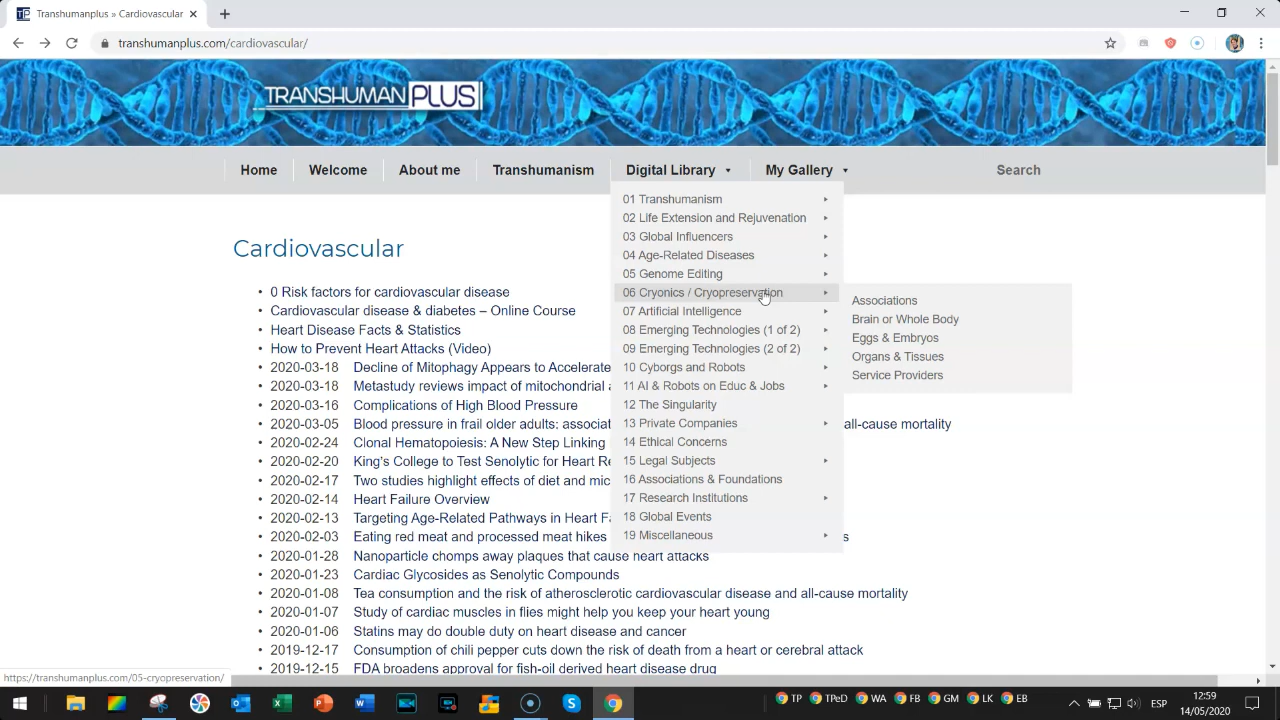 Transhumanplus » Cardiovascular
transhumanplus.com/cardiovascular/
TRANSHUMAN PLUS
Home Welcome About me Transhumanism Digital Library My Gallery Search
01 Transhumanism
02 Life Extension and Rejuvenation
03 Global Influencers
04 Age-Related Diseases
05 Genome Editing
06 Cryonics / Cryopreservation
07 Artificial Intelligence
08 Emerging Technologies (1 of 2)
09 Emerging Technologies (2 of 2)
10 Cyborgs and Robots
11 AI & Robots on Educ & Jobs
12 The Singularity
13 Private Companies
14 Ethical Concerns
15 Legal Subjects
16 Associations & Foundations
17 Research Institutions
18 Global Events
19 Miscellaneous
Associations
Brain or Whole Body
Eggs & Embryos
Organs & Tissues
Service Providers
Cardiovascular
• 0 Risk factors for cardiovascular disease
• Cardiovascular disease & diabetes – Online Course
• Heart Disease Facts & Statistics
• How to Prevent Heart Attacks (Video)
• 2020-03-18 Decline of Mitophagy Appears to Accelerate
• 2020-03-18 Metastudy reviews impact of mitochondrial
• 2020-03-16 Complications of High Blood Pressure
• 2020-03-05 Blood pressure in frail older adults: all-cause mortality
• 2020-02-24 Clonal Hematopoiesis: A New Step Linking
• 2020-02-20 King's College to Test Senolytic for Heart
• 2020-02-17 Two studies highlight effects of diet and
• 2020-02-14 Heart Failure Overview
• 2020-02-13 Targeting Age-Related Pathways in Heart
• 2020-02-03 Eating red meat and processed meat hikes
• 2020-01-28 Nanoparticle chomps away plaques that cause heart attacks
• 2020-01-23 Cardiac Glycosides as Senolytic Compounds
• 2020-01-08 Tea consumption and the risk of atherosclerotic cardiovascular disease and all-cause mortality
• 2020-01-07 Study of cardiac muscles in flies might help you keep your heart young
• 2020-01-06 Statins may do double duty on heart disease and cancer
• 2019-12-17 Consumption of chili pepper cuts down the risk of death from a heart or cerebral attack
• 2019-12-15 FDA broadens approval for fish-oil derived heart disease drug
https://transhumanplus.com/05-cryopreservation/
TP TPeD WA FB GM LK EB
ESP
12:59
14/05/2020